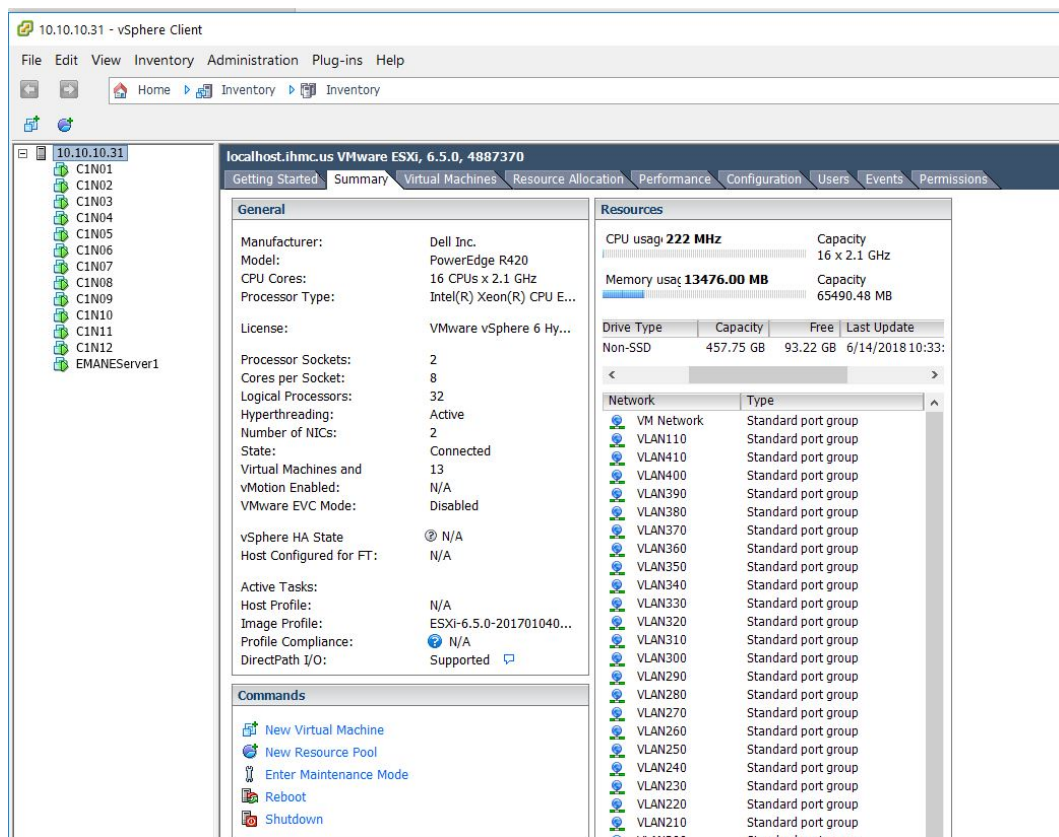 10.10.10.31 - vSphere Client
File Edit View Inventory Administration Plug-ins Help
Home Inventory Inventory
10.10.10.31
C1N01
C1N02
C1N03
C1N04
C1N05
C1N06
C1N07
C1N08
C1N09
C1N10
C1N11
C1N12
EMANEServer1
localhost.ihmc.us VMware ESXi, 6.5.0, 4887370
Getting Started Summary Virtual Machines Resource Allocation Performance Configuration Users Events Permissions
General
Manufacturer: Dell Inc.
Model: PowerEdge R420
CPU Cores: 16 CPUs x 2.1 GHz
Processor Type: Intel(R) Xeon(R) CPU E...
License: VMware vSphere 6 Hy...
Processor Sockets: 2
Cores per Socket: 8
Logical Processors: 32
Hyperthreading: Active
Number of NICs: 2
State: Connected
Virtual Machines and 13
vMotion Enabled: N/A
VMware EVC Mode: Disabled
vSphere HA State N/A
Host Configured for FT: N/A
Active Tasks:
Host Profile: N/A
Image Profile: ESXi-6.5.0-201701040...
Profile Compliance: N/A
DirectPath I/O: Supported
Commands
New Virtual Machine
New Resource Pool
Enter Maintenance Mode
Reboot
Shutdown
Resources
CPU usag 222 MHz Capacity
16 x 2.1 GHz
Memory usag 13476.00 MB Capacity
65490.48 MB
Drive Type Capacity Free Last Update
Non-SSD 457.75 GB 93.22 GB 6/14/2018 10:33:
Network Type
VM Network Standard port group
VLAN110 Standard port group
VLAN410 Standard port group
VLAN400 Standard port group
VLAN390 Standard port group
VLAN380 Standard port group
VLAN370 Standard port group
VLAN360 Standard port group
VLAN350 Standard port group
VLAN340 Standard port group
VLAN330 Standard port group
VLAN320 Standard port group
VLAN310 Standard port group
VLAN300 Standard port group
VLAN290 Standard port group
VLAN280 Standard port group
VLAN270 Standard port group
VLAN260 Standard port group
VLAN250 Standard port group
VLAN240 Standard port group
VLAN230 Standard port group
VLAN220 Standard port group
VLAN210 Standard port group